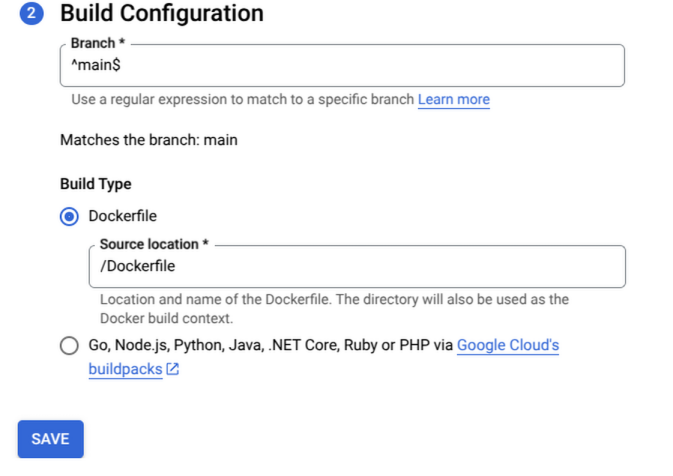 2 Build Configuration
Branch *
^main$
Use a regular expression to match to a specific branch Learn more
Matches the branch: main
Build Type
Dockerfile
Source location *
/Dockerfile
Location and name of the Dockerfile. The directory will also be used as the
Docker build context.
Go, Node.js, Python, Java, .NET Core, Ruby or PHP via Google Cloud's
buildpacks
SAVE